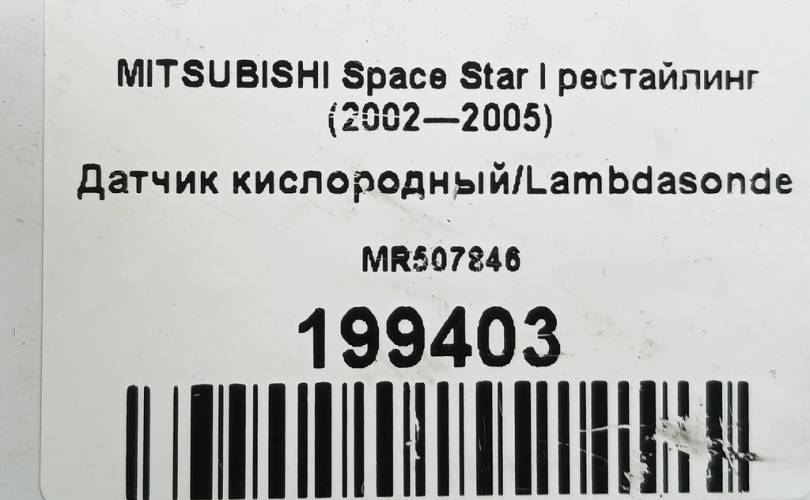 MITSUBISHI Space Star I рестайлинг
(2002—2005)
Датчик кислородный/Lambdasonde
MR507846
199403